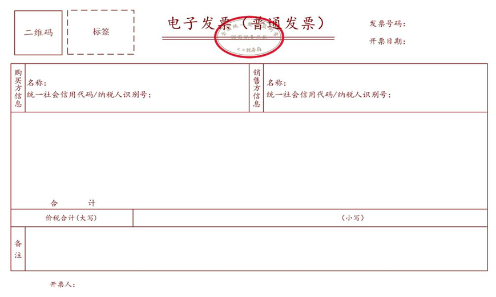 二维码
标签
电子发票（普通发票）
发票号码：
开票日期：
购买方信息
名称：
统一社会信用代码/纳税人识别号：
销售方信息
名称：
统一社会信用代码/纳税人识别号：
合 计
价税合计(大写)
(小写)
备注
开票人：